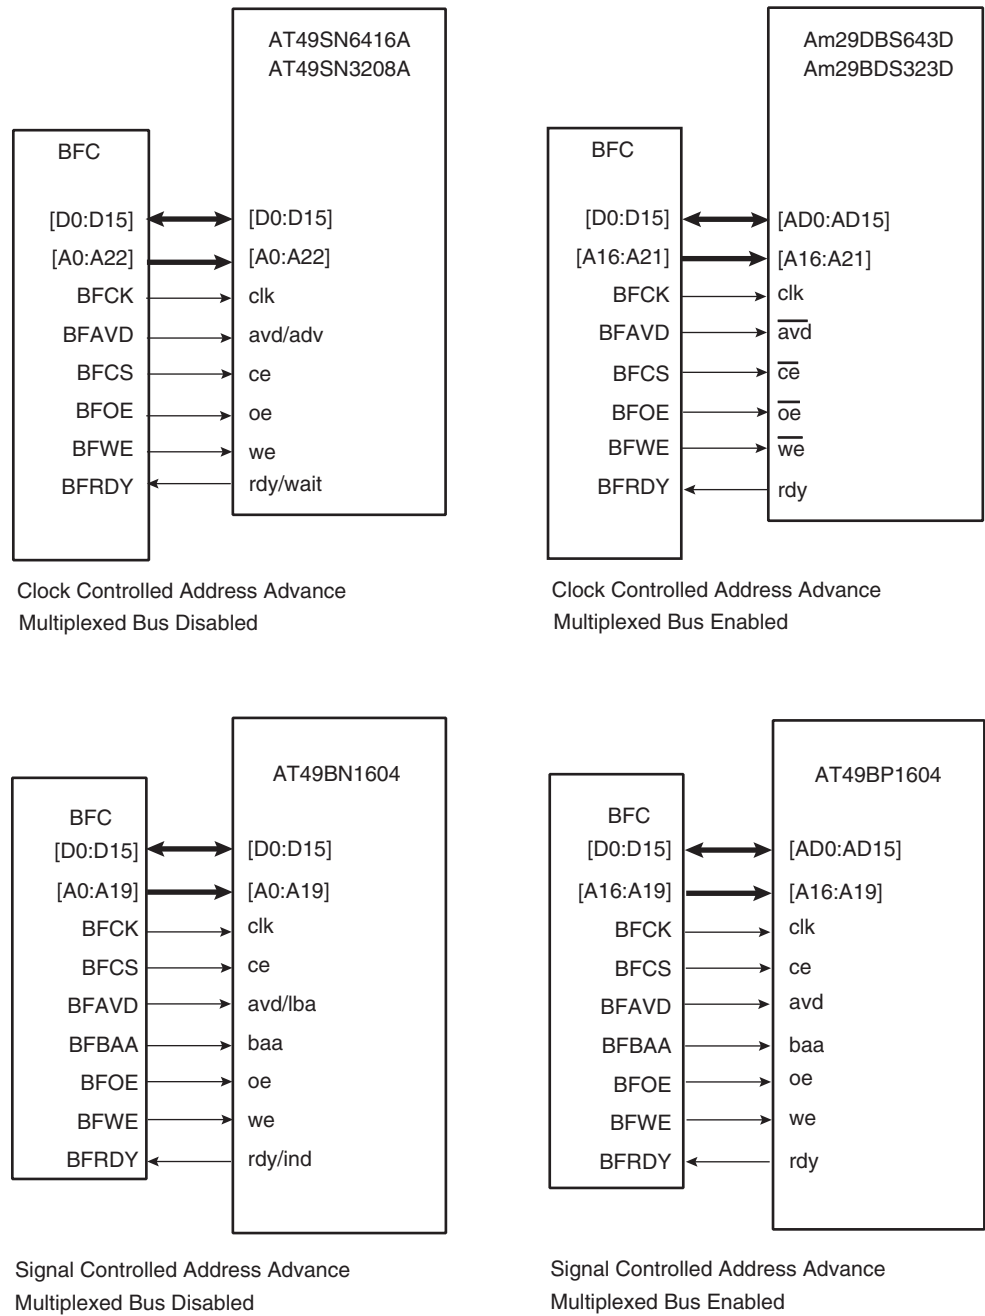 AT49SN6416A
AT49SN3208A
BFC
[D0:D15]
[D0:D15]
[A0:A22]
[A0:A22]
BFCK
clk
BFAVD
avd/adv
BFCS
ce
BFOE
oe
BFWE
we
BFRDY
rdy/wait
Clock Controlled Address Advance
Multiplexed Bus Disabled
Am29DBS643D
Am29BDS323D
BFC
[D0:D15]
[AD0:AD15]
[A16:A21]
[A16:A21]
BFCK
clk
BFAVD
avd
BFCS
ce
BFOE
oe
BFWE
we
BFRDY
rdy
Clock Controlled Address Advance
Multiplexed Bus Enabled
AT49BN1604
BFC
[D0:D15]
[D0:D15]
[A0:A19]
[A0:A19]
BFCK
clk
BFCS
ce
BFAVD
avd/lba
BFBAA
baa
BFOE
oe
BFWE
we
BFRDY
rdy/ind
Signal Controlled Address Advance
Multiplexed Bus Disabled
AT49BP1604
BFC
[D0:D15]
[AD0:AD15]
[A16:A19]
[A16:A19]
BFCK
clk
BFCS
ce
BFAVD
avd
BFBAA
baa
BFOE
oe
BFWE
we
BFRDY
rdy
Signal Controlled Address Advance
Multiplexed Bus Enabled